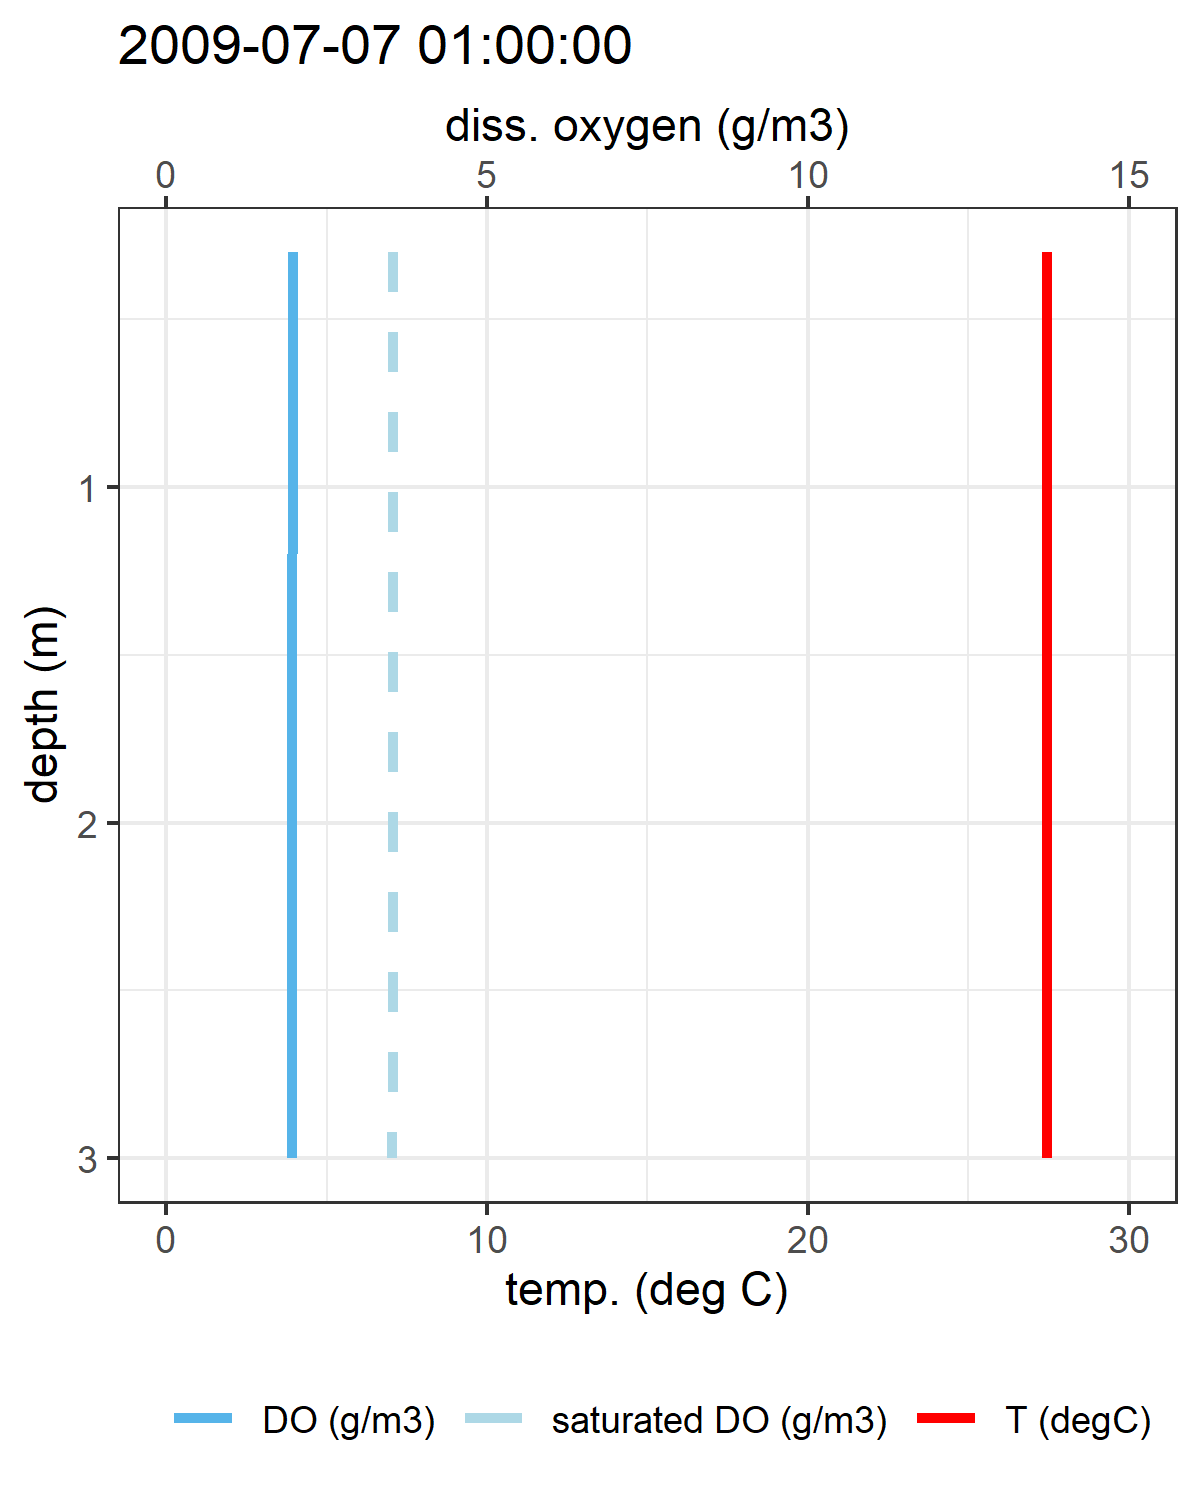 2009-07-07 01:00:00
diss. oxygen (g/m3)
0 5 10 15
depth (m)
1
2
3
0 10 20 30
temp. (deg C)
DO (g/m3) saturated DO (g/m3) T (degC)